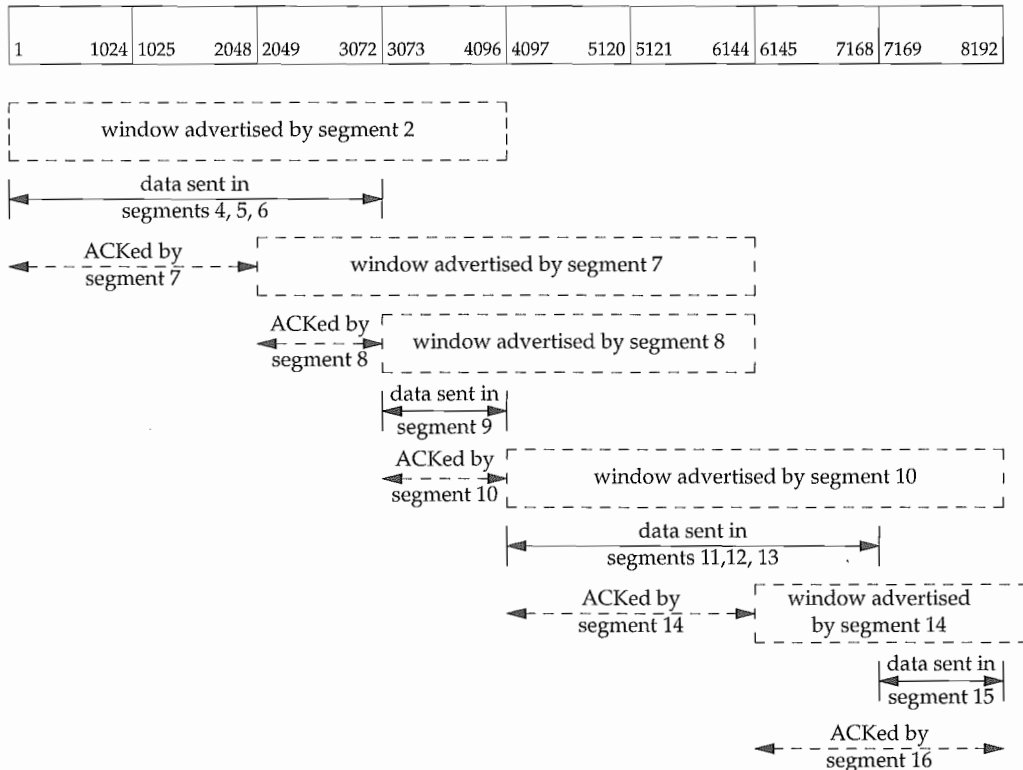 1 1024 1025 2048 2049 3072 3073 4096 4097 5120 5121 6144 6145 7168 7169 8192
window advertised by segment 2
data sent in
segments 4, 5, 6
ACKed by
segment 7
window advertised by segment 7
ACKed by
segment 8
window advertised by segment 8
data sent in
segment 9
ACKed by
segment 10
window advertised by segment 10
data sent in
segments 11,12, 13
ACKed by
segment 14
window advertised
by segment 14
data sent in
segment 15
ACKed by
segment 16